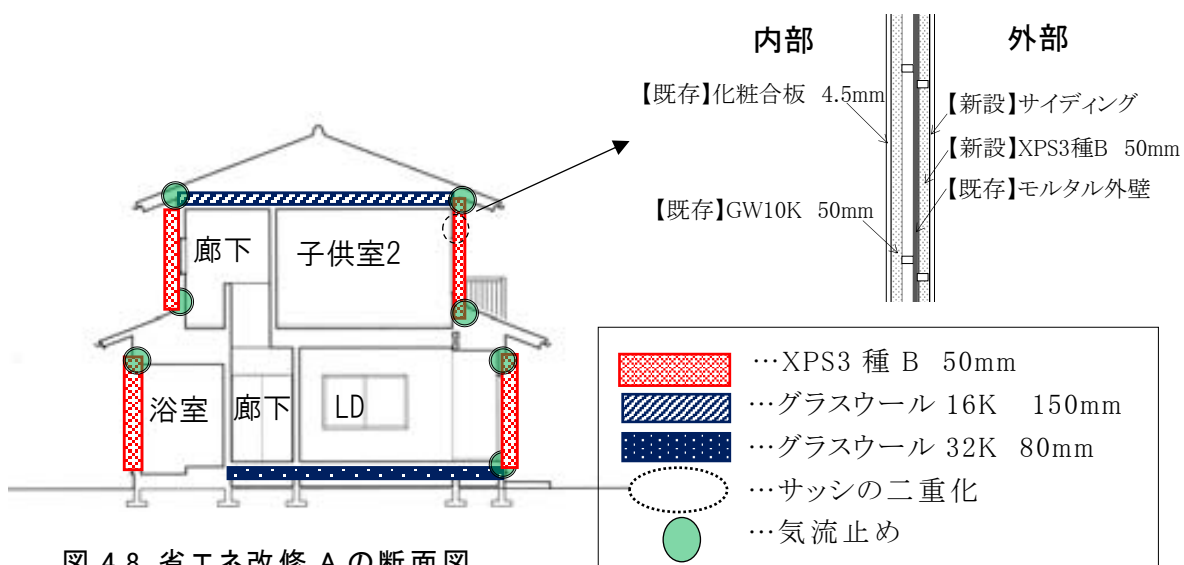 内部
外部
【既存】化粧合板 4.5mm
【新設】サイディング
【新設】XPS3種B 50mm
【既存】モルタル外壁
【既存】GW10K 50mm
廊下
子供室2
浴室
廊下
LD
…XPS3 種 B 50mm
…グラスウール 16K 150mm
…グラスウール 32K 80mm
…サッシの二重化
…気流止め
図 4.8 省エネ改修 A の断面図